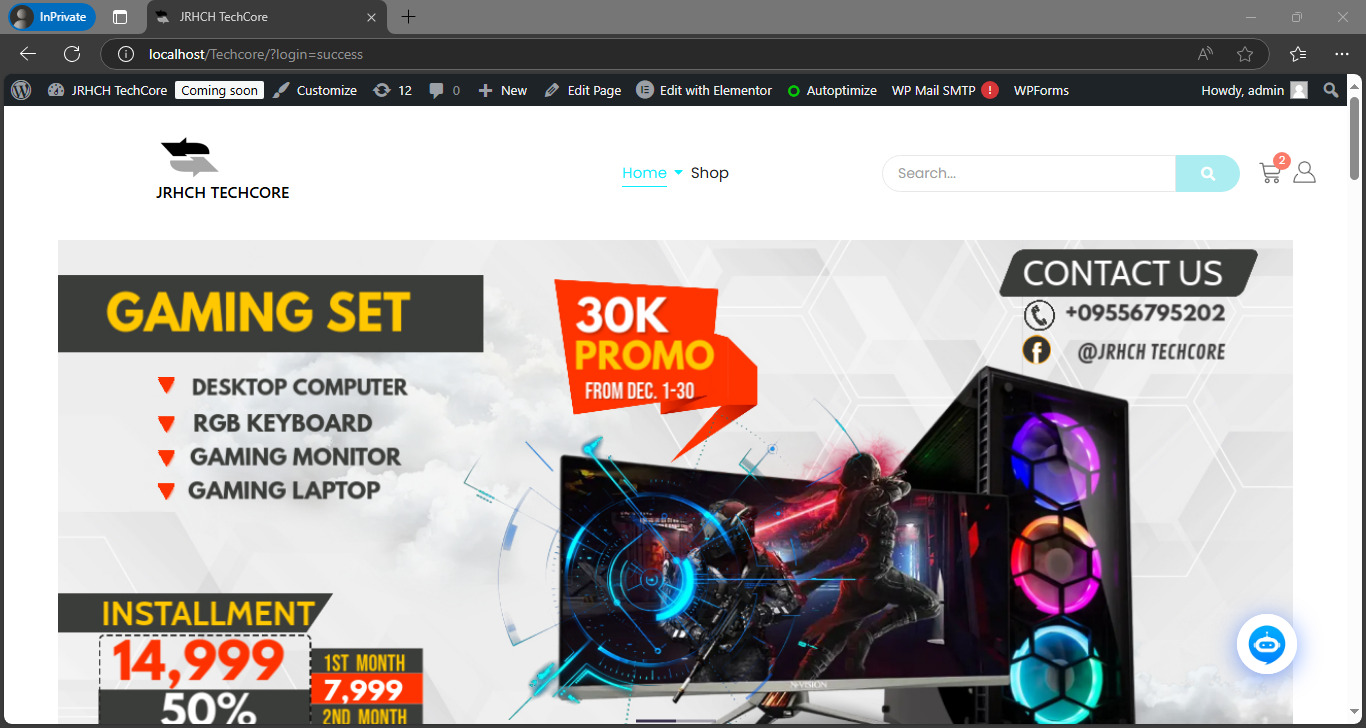 InPrivate
JRHCH TechCore
localhost/Techcore/?login=success
JRHCH TechCore
Coming soon
Customize
12
0
New
Edit Page
Edit with Elementor
Autoptimize
WP Mail SMTP !
WPForms
Howdy, admin
JRHCH TECHCORE
Home
Shop
Search...
2
GAMING SET
DESKTOP COMPUTER
RGB KEYBOARD
GAMING MONITOR
GAMING LAPTOP
30K
PROMO
FROM DEC. 1-30
CONTACT US
+09556795202
@JRHCH TECHCORE
INSTALLMENT
14,999
50%
1ST MONTH
7,999
2ND MONTH
N-VISION